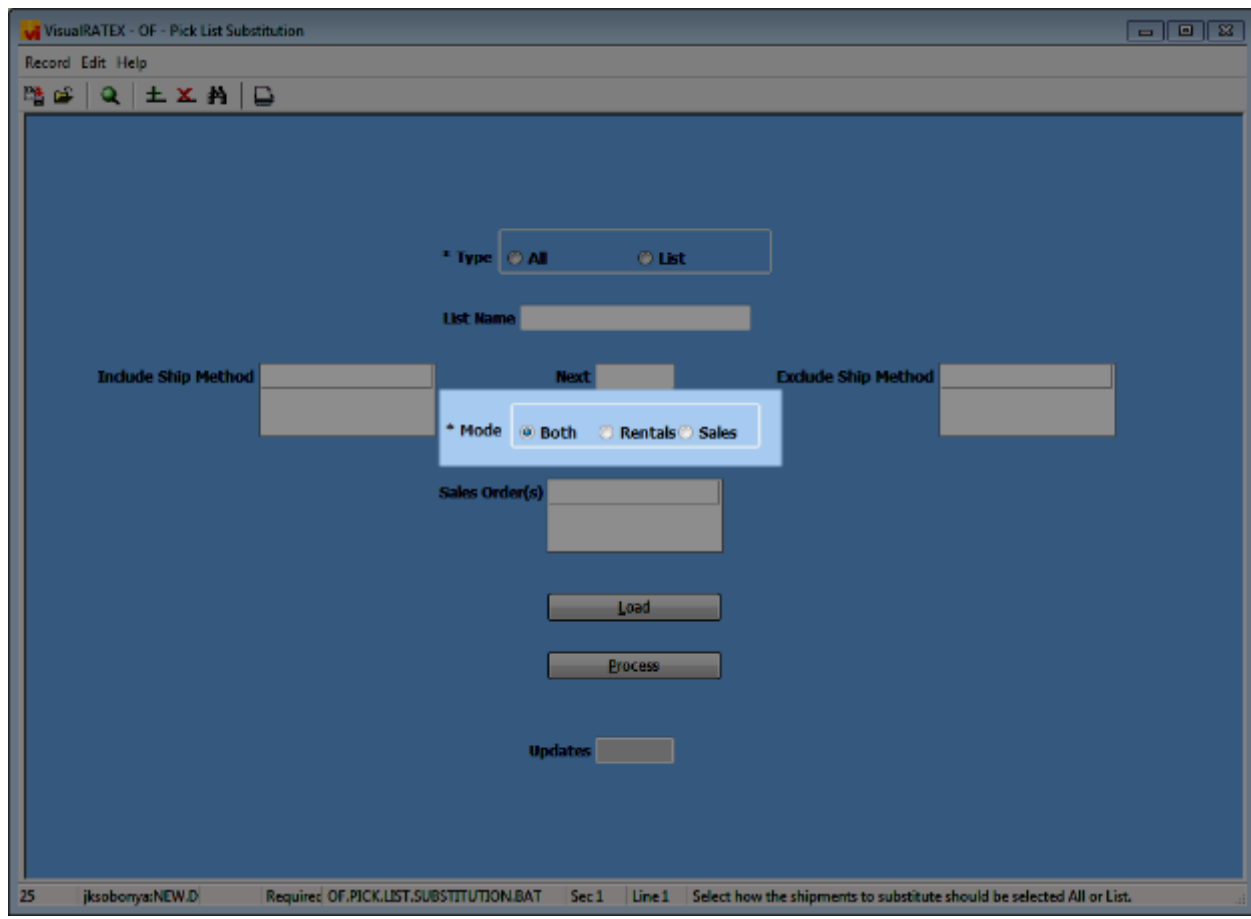 VisualRATEX - OF - Pick List Substitution
Record Edit Help
* Type All List
List Name
Include Ship Method Next Exclude Ship Method
* Mode Both Rentals Sales
Sales Order(s)
Load
Process
Updates
25 jksobonya:NEW.D Required OF.PICK.LIST.SUBSTITUTION.BAT Sec 1 Line 1 Select how the shipments to substitute should be selected All or List.